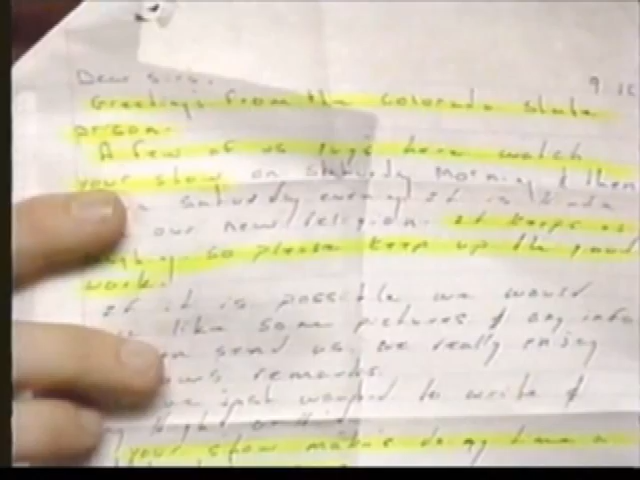 Dear sirs. 9
Greetings from the Colorado State
prison.
A few of us guys here watch
your show on Saturday morning & then
Saturday evening It is kinda
our new religion. It keeps us
so please keep up the good
work!
If it is possible we would
like some pictures & any info
send us. we really enjoy
remarks.
just wanted to write &
your show